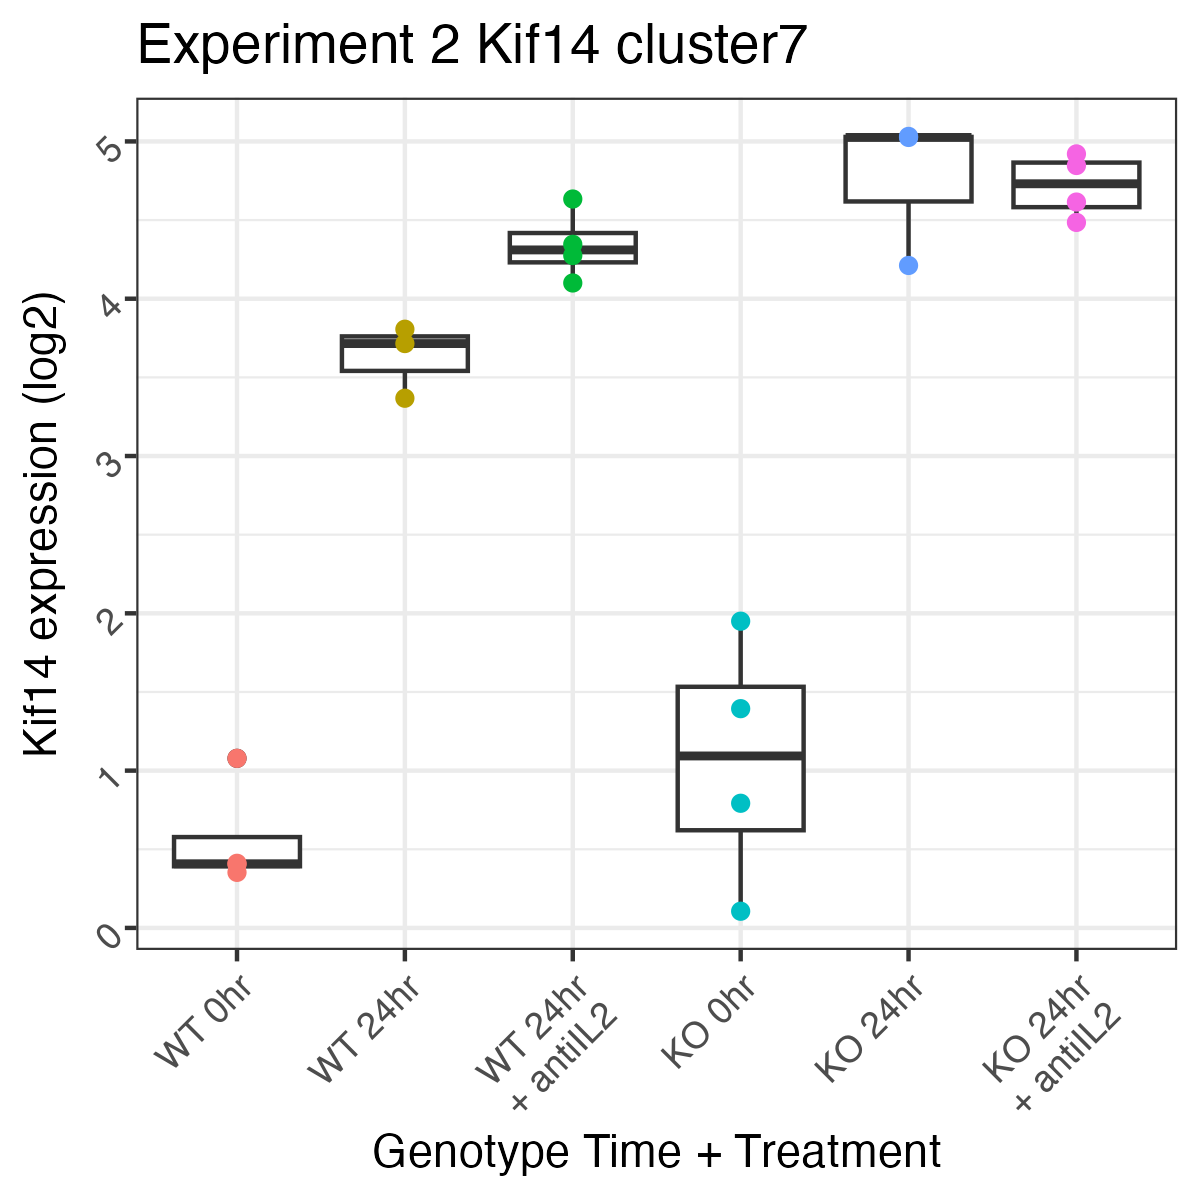 Experiment 2 Kif14 cluster7
Kif14 expression (log2)
5
4
3
2
1
0
WT 0hr
WT 24hr
WT 24hr
+ antiIL2
KO 0hr
KO 24hr
KO 24hr
+ antiIL2
Genotype Time + Treatment